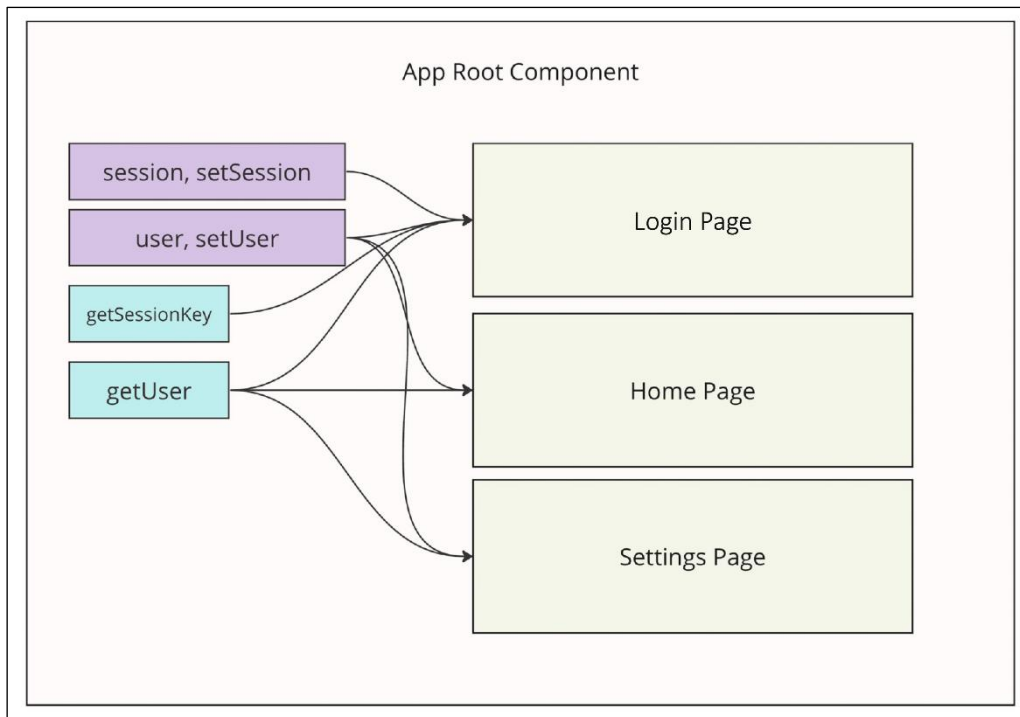 App Root Component
session, setSession
user, setUser
getSessionKey
getUser
Login Page
Home Page
Settings Page